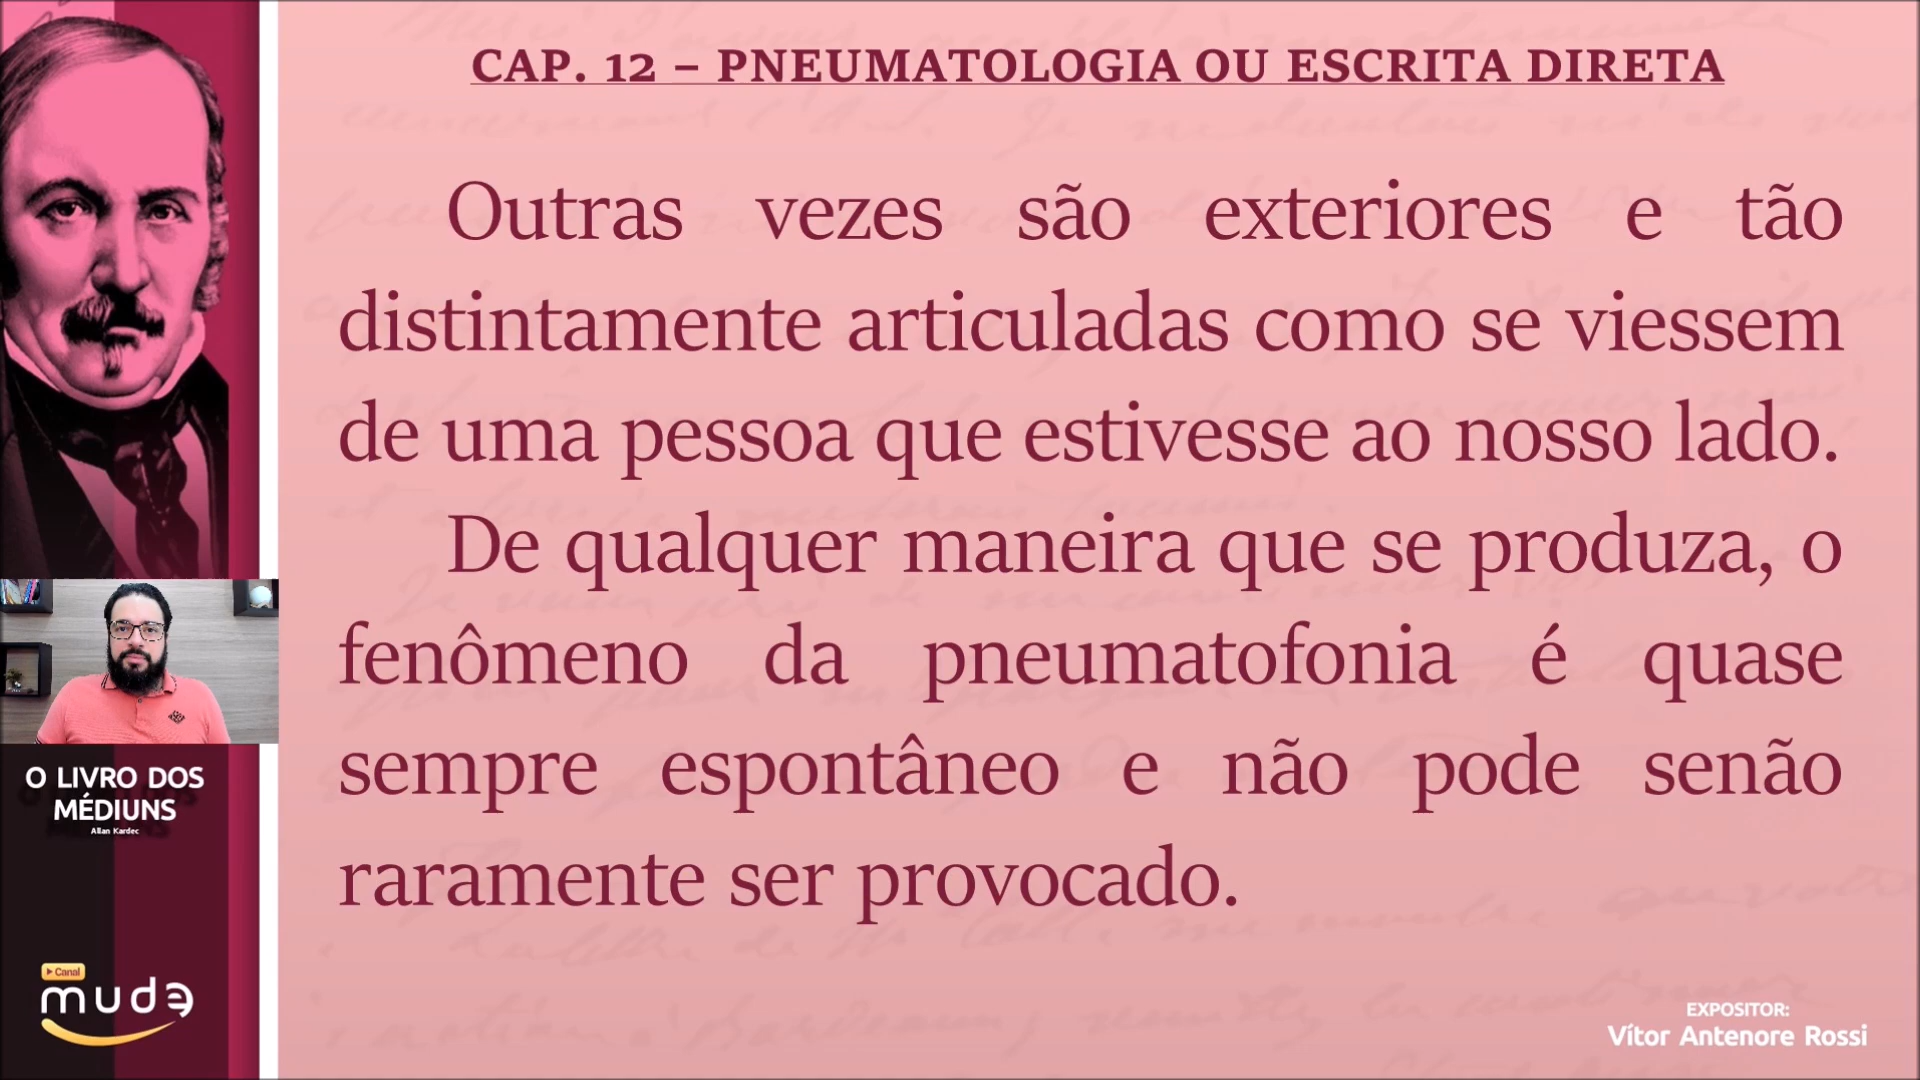 CAP. 12 – PNEUMATOLOGIA OU ESCRITA DIRETA
Outras vezes são exteriores e tão
distintamente articuladas como se viessem
de uma pessoa que estivesse ao nosso lado.
De qualquer maneira que se produza, o
fenômeno da pneumatofonia é quase
sempre espontâneo e não pode senão
raramente ser provocado.
O LIVRO DOS
MÉDIUNS
Allan Kardec
Canal
mude
EXPOSITOR:
Vítor Antenore Rossi